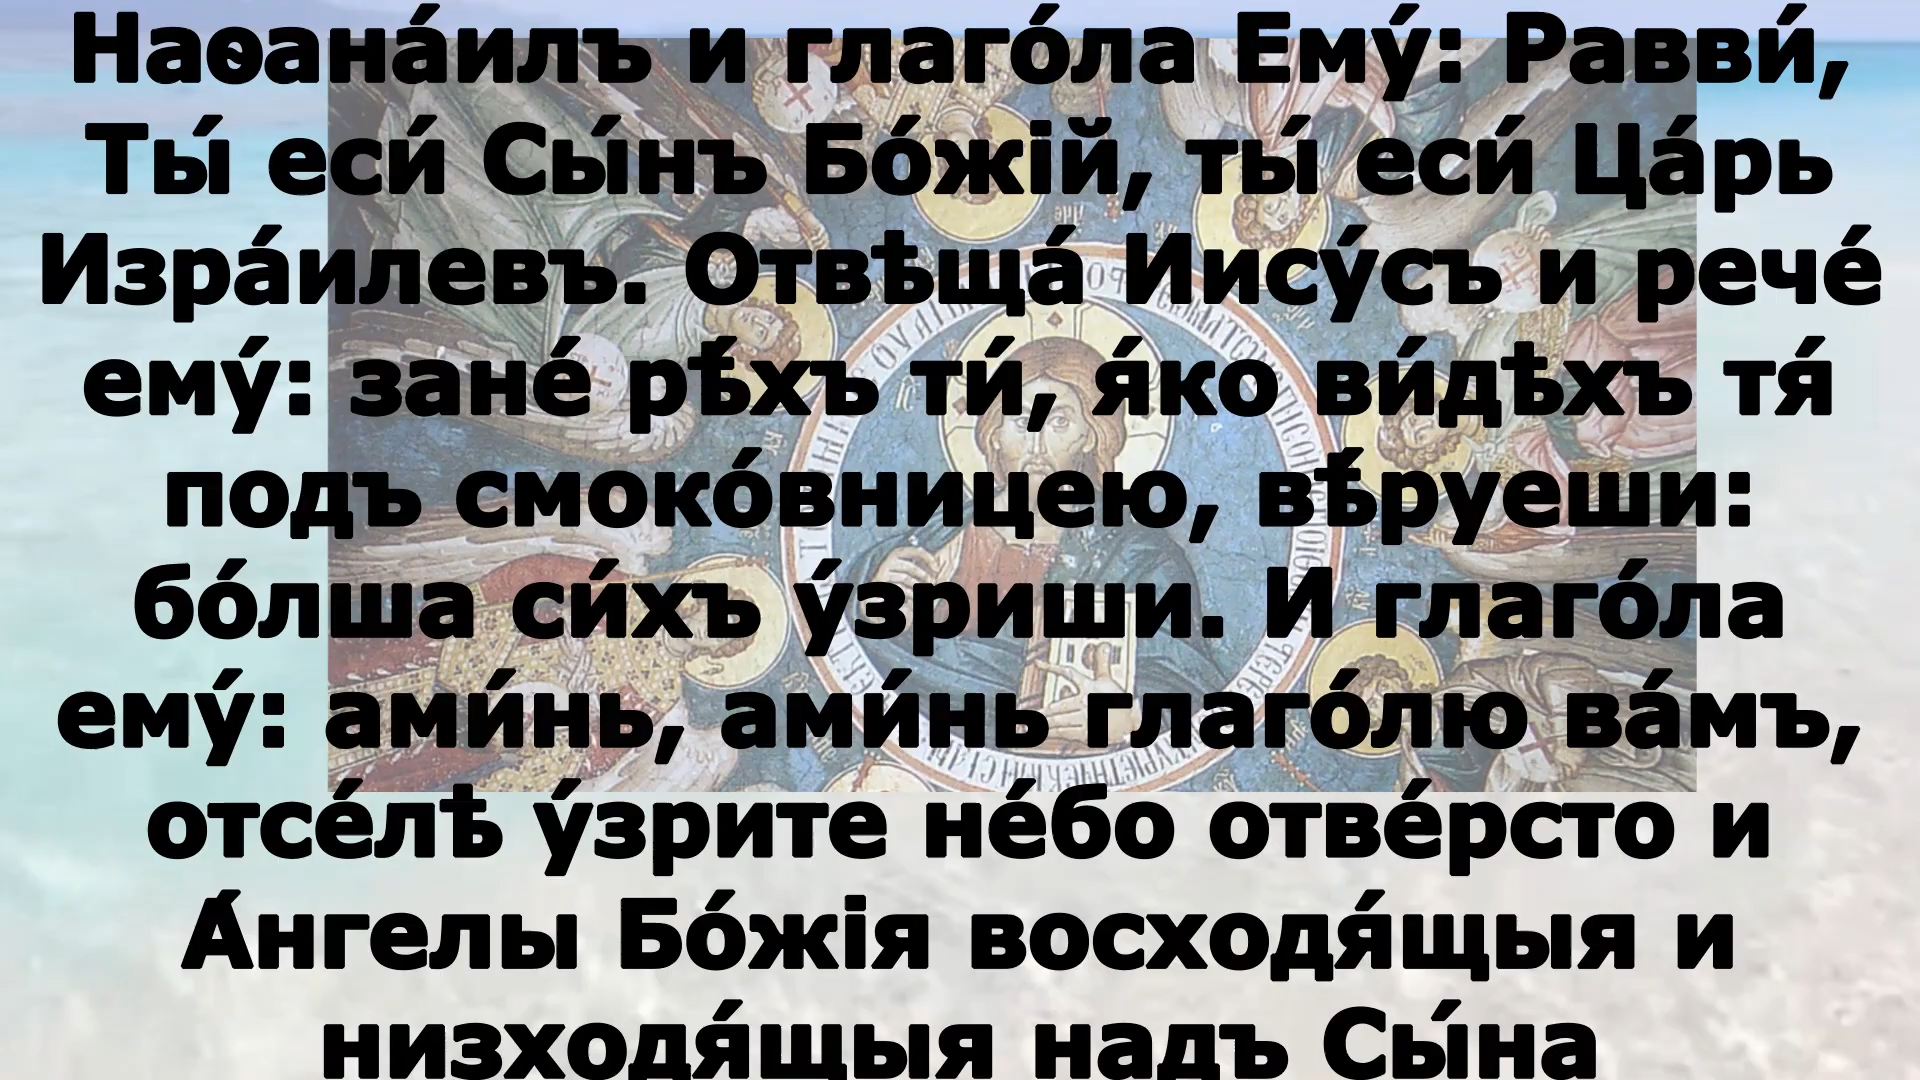 Наѳана́илъ и глаго́ла Ему́: Равви́,
Ты́ еси́ Сы́нъ Бо́жій, ты́ еси́ Ца́рь
Изра́илевъ. Отвѣща́ Иису́съ и рече́
ему́: зане́ рѣ́хъ ти́, я́ко ви́дѣхъ тя́
подъ смоко́вницею, вѣ́руеши:
бо́лша си́хъ у́зриши. И глаго́ла
ему́: ами́нь, ами́нь глаго́лю ва́мъ,
отсе́лѣ у́зрите не́бо отве́рсто и
А́нгелы Бо́жія восходя́щыя и
низходя́щыя надъ Сы́на